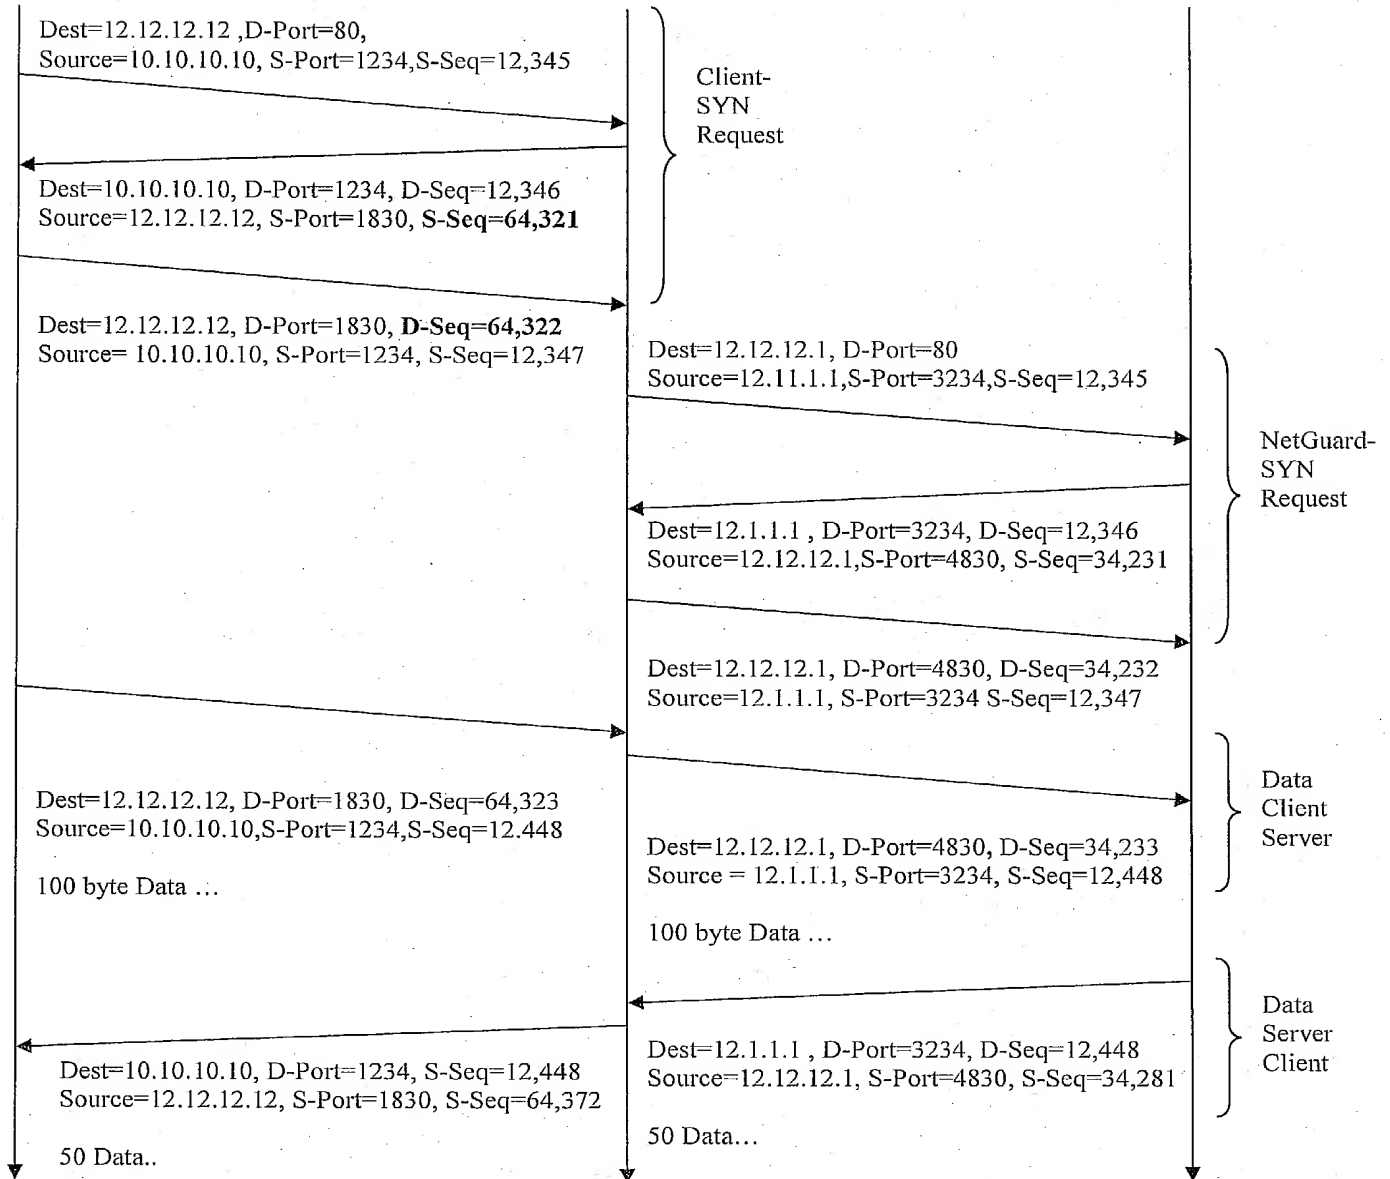 Dest=12.12.12.12 ,D-Port=80,
Source=10.10.10.10, S-Port=1234,S-Seq=12,345
Client-
SYN
Request
Dest=10.10.10.10, D-Port=1234, D-Seq=12,346
Source=12.12.12.12, S-Port=1830, S-Seq=64,321
Dest=12.12.12.12, D-Port=1830, D-Seq=64,322
Source= 10.10.10.10, S-Port=1234, S-Seq=12,347
Dest=12.12.12.1, D-Port=80
Source=12.11.1.1,S-Port=3234,S-Seq=12,345
NetGuard-
SYN
Request
Dest=12.1.1.1 , D-Port=3234, D-Seq=12,346
Source=12.12.12.1,S-Port=4830, S-Seq=34,231
Dest=12.12.12.1, D-Port=4830, D-Seq=34,232
Source=12.1.1.1, S-Port=3234 S-Seq=12,347
Dest=12.12.12.12, D-Port=1830, D-Seq=64,323
Source=10.10.10.10,S-Port=1234,S-Seq=12.448
100 byte Data ...
Data
Client
Server
Dest=12.12.12.1, D-Port=4830, D-Seq=34,233
Source = 12.1.1.1, S-Port=3234, S-Seq=12,448
100 byte Data ...
Data
Server
Client
Dest=12.1.1.1 , D-Port=3234, D-Seq=12,448
Source=12.12.12.1, S-Port=4830, S-Seq=34,281
50 Data...
Dest=10.10.10.10, D-Port=1234, S-Seq=12,448
Source=12.12.12.12, S-Port=1830, S-Seq=64,372
50 Data..